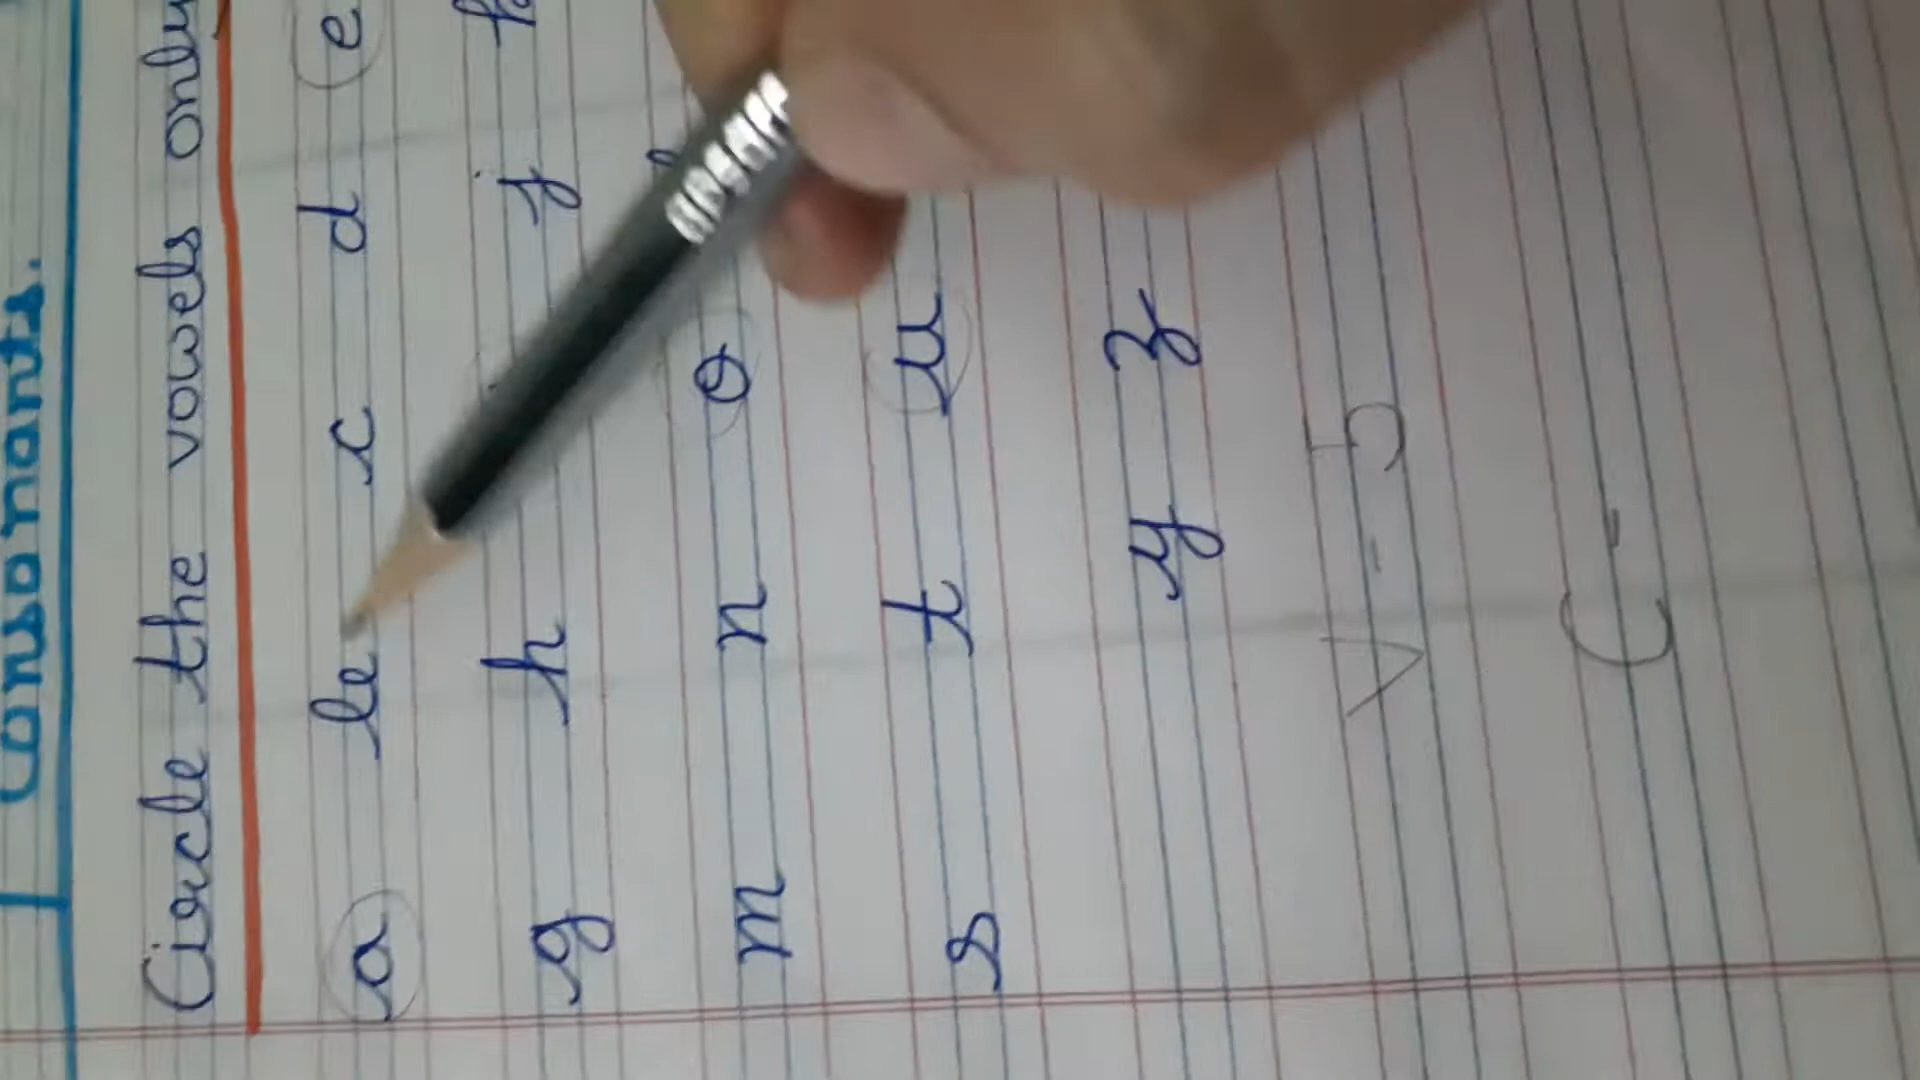 Consonants.
Circle the vowels only
a b c d e
g h j k
m n o
s t u
y z
V - 5
C -